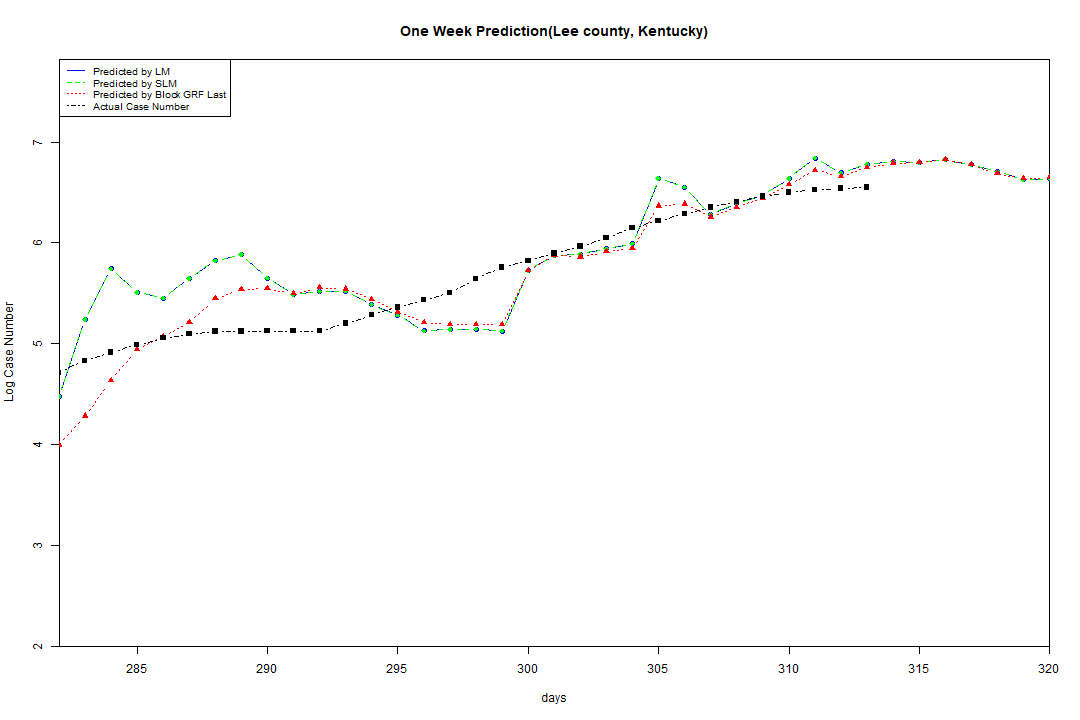 One Week Prediction(Lee county, Kentucky)
Predicted by LM
Predicted by SLM
Predicted by Block GRF Last
Actual Case Number
7
6
5
4
3
2
Log Case Number
285 290 295 300 305 310 315 320
days